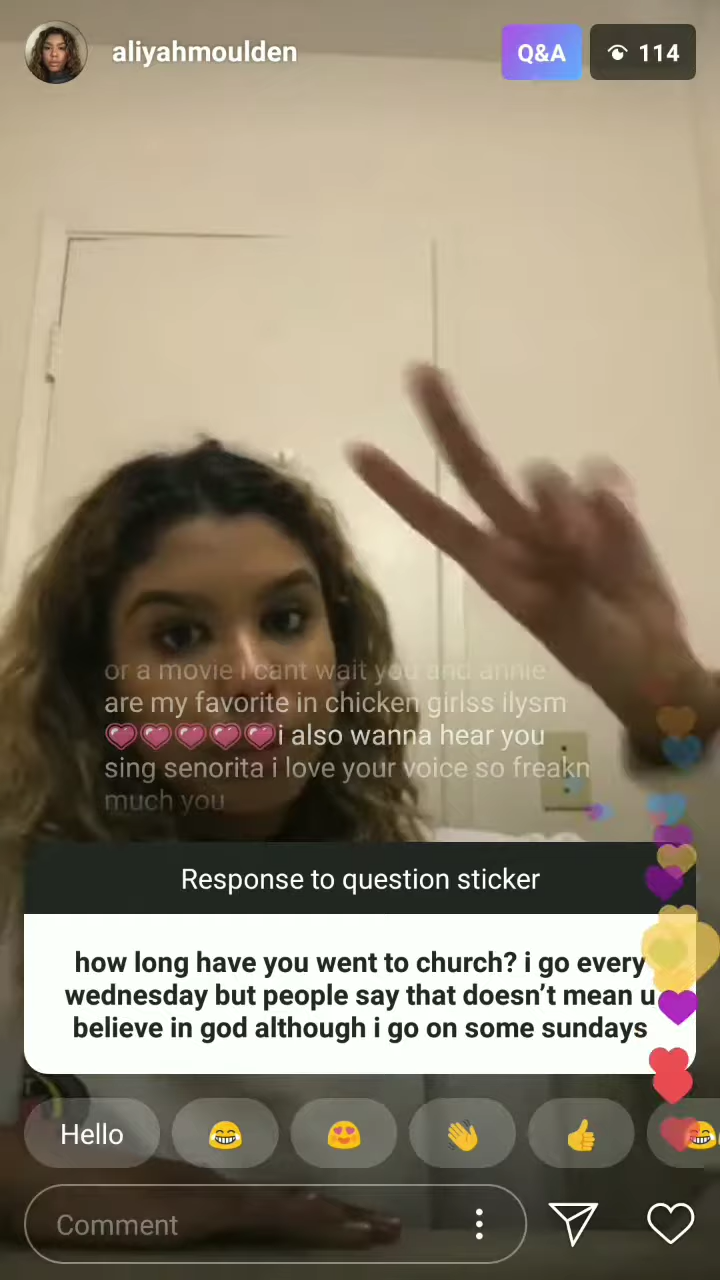 aliyahmoulden
Q&A
114
or a movie i cant wait you and annie
are my favorite in chicken girlss ilysm
💗💗💗💗💗i also wanna hear you
sing senorita i love your voice so freakn
much you
Response to question sticker
how long have you went to church? i go every
wednesday but people say that doesn’t mean u
believe in god although i go on some sundays
Hello
Comment